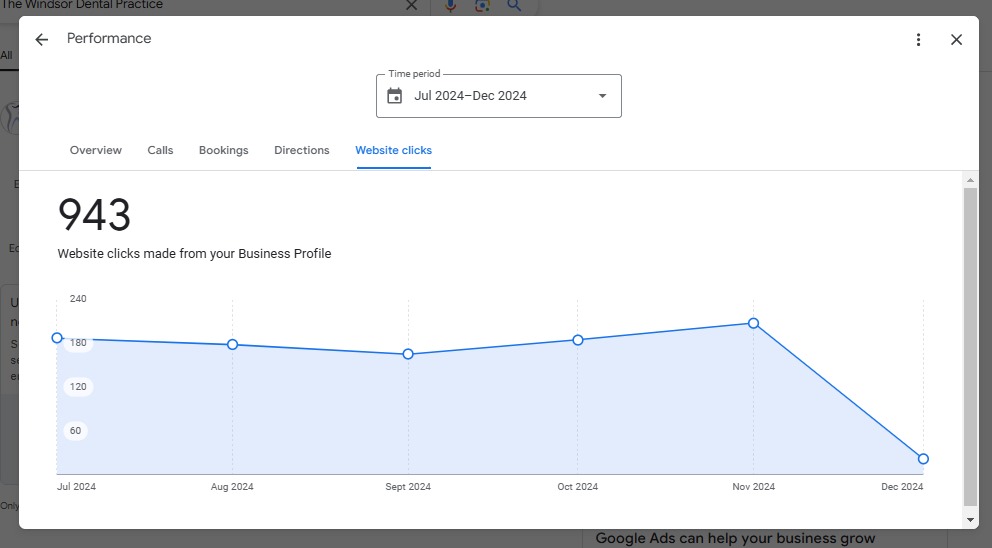 The Windsor Dental Practice
Performance
All
Time period
Jul 2024–Dec 2024
Overview
Calls
Bookings
Directions
Website clicks
943
Website clicks made from your Business Profile
240
180
120
60
Jul 2024
Aug 2024
Sept 2024
Oct 2024
Nov 2024
Dec 2024
Only
Google Ads can help your business grow